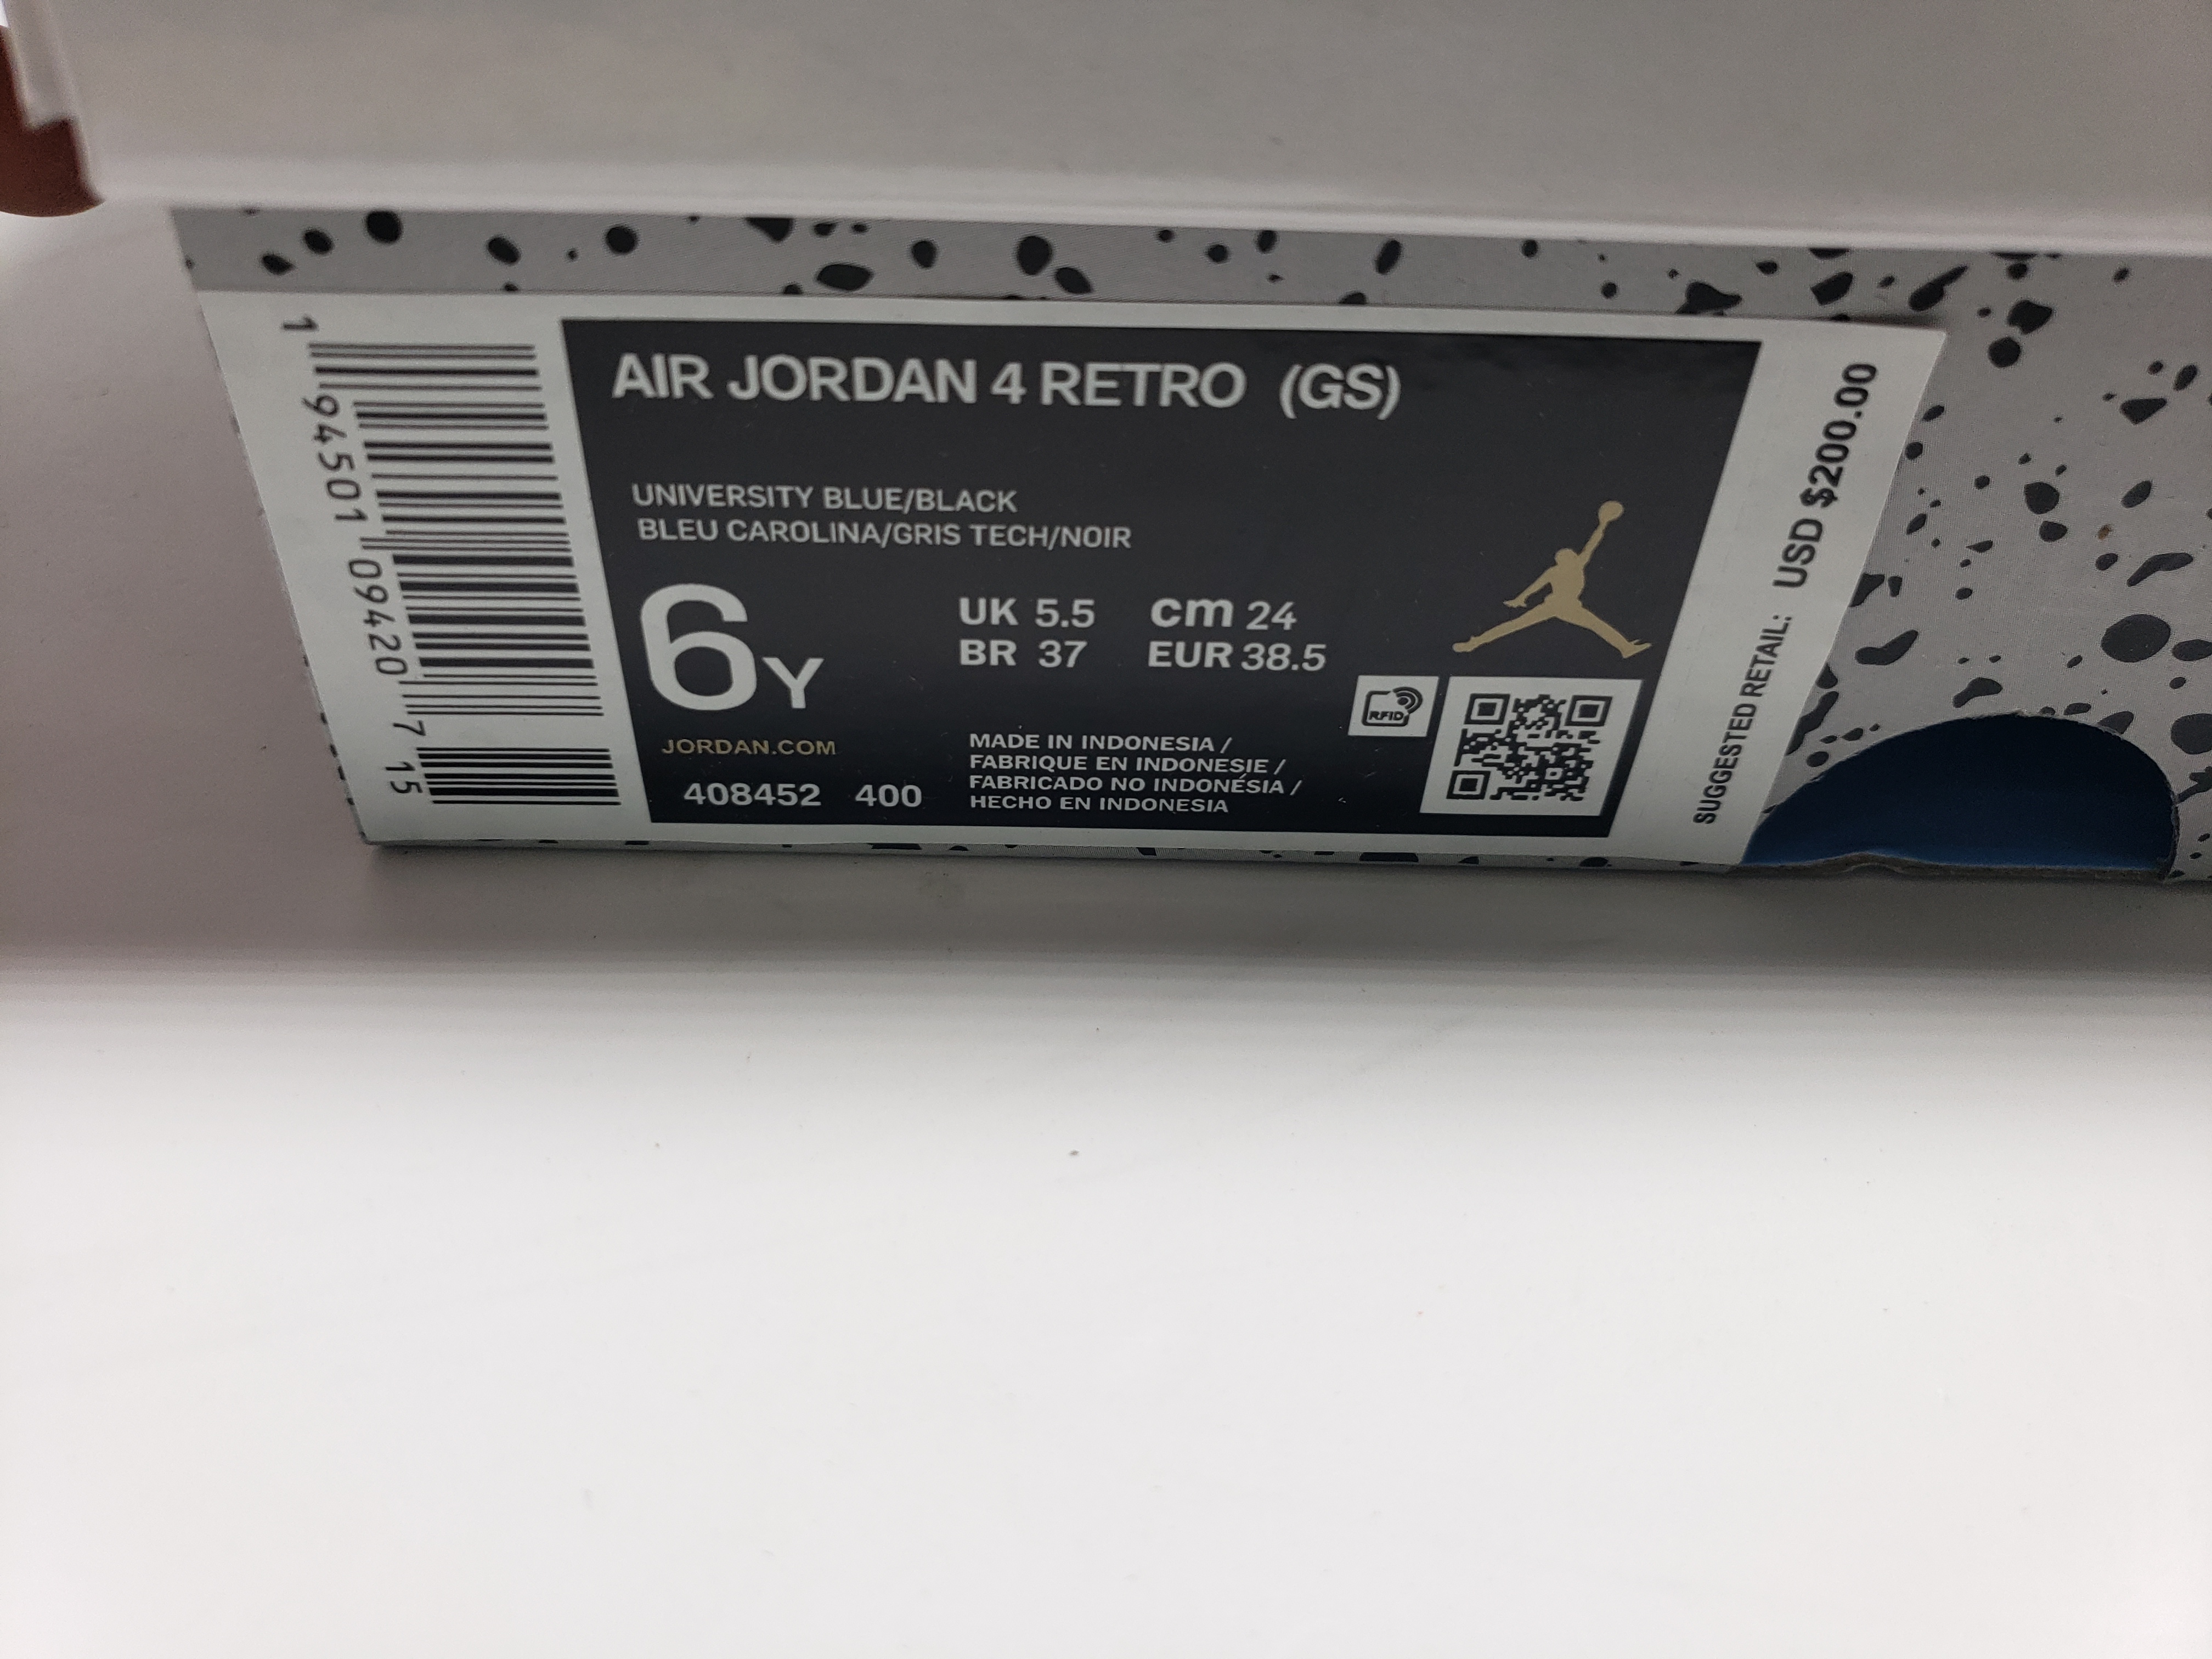 AIR JORDAN 4 RETRO (GS)
UNIVERSITY BLUE/BLACK
BLEU CAROLINA/GRIS TECH/NOIR
6Y
UK 5.5 cm 24
BR 37 EUR 38.5
JORDAN.COM
408452 400
MADE IN INDONESIA /
FABRIQUE EN INDONESIE /
FABRICADO NO INDONÉSIA /
HECHO EN INDONESIA
RFID
1 94501 09420 7 15
SUGGESTED RETAIL: USD $200.00